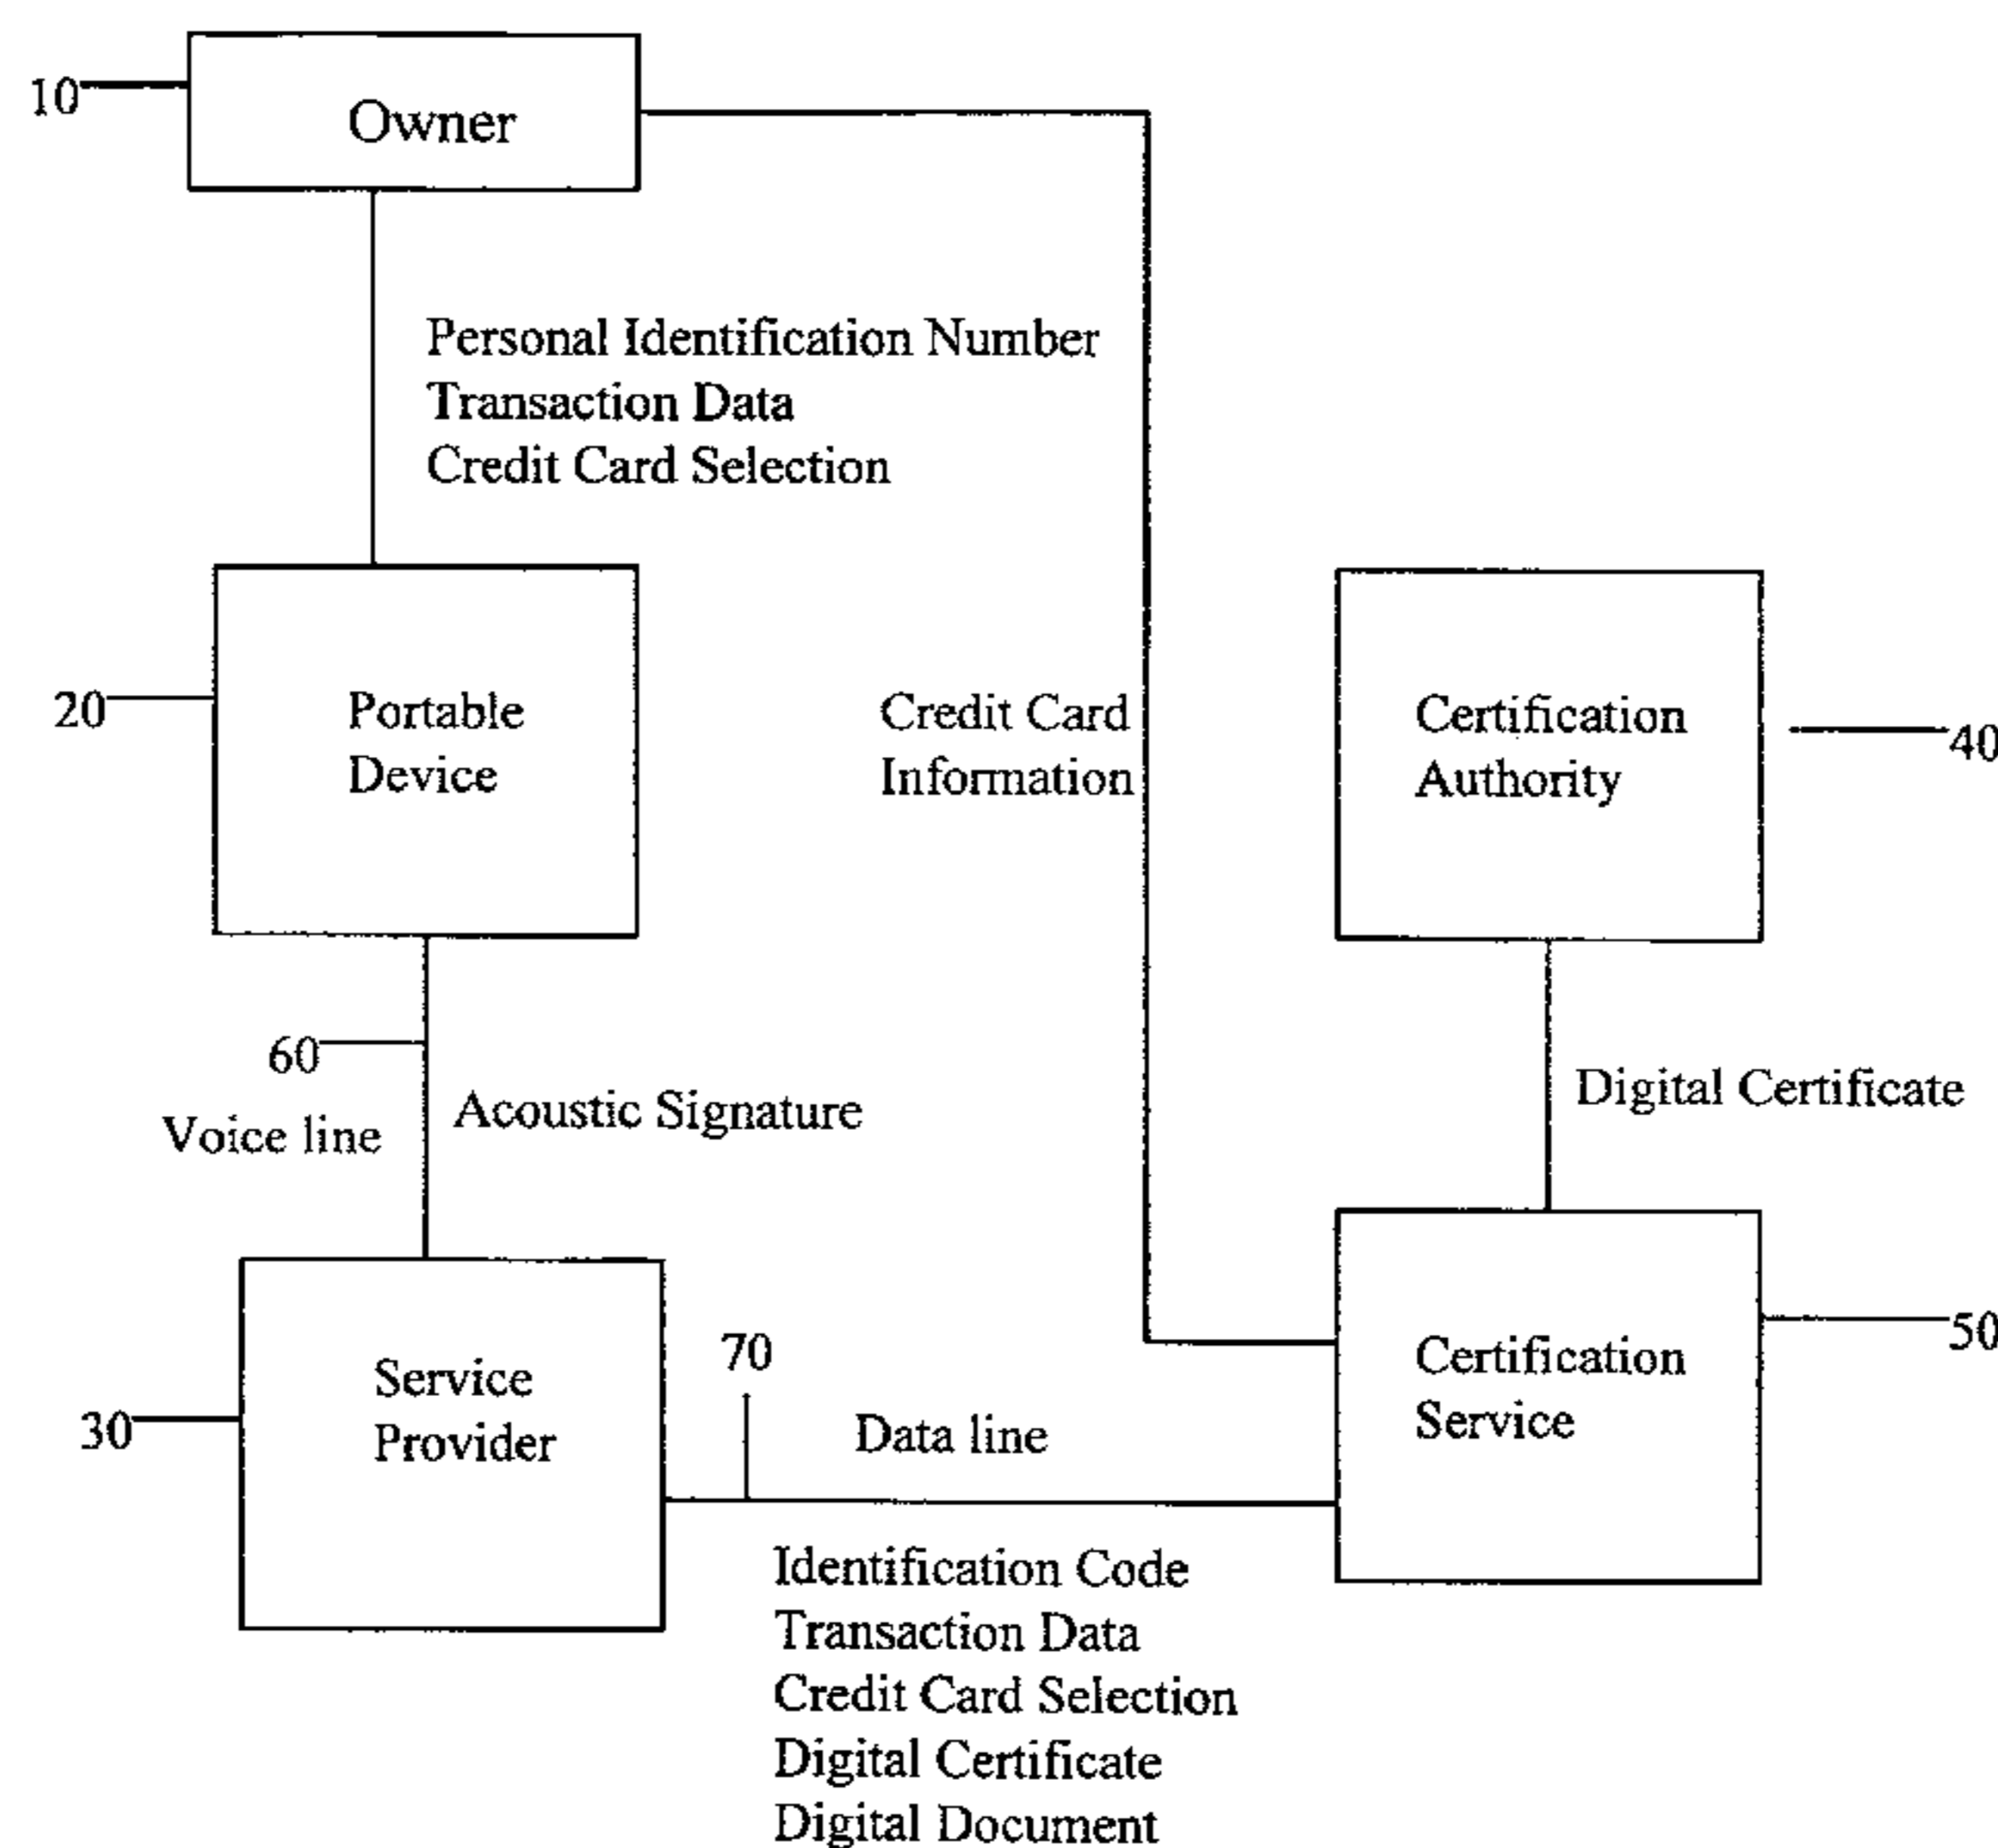 10
Owner
Personal Identification Number
Transaction Data
Credit Card Selection
20
Portable
Device
Credit Card
Information
Certification
Authority
40
60
Voice line
Acoustic Signature
Digital Certificate
30
Service
Provider
70
Data line
Certification
Service
50
Identification Code
Transaction Data
Credit Card Selection
Digital Certificate
Digital Document